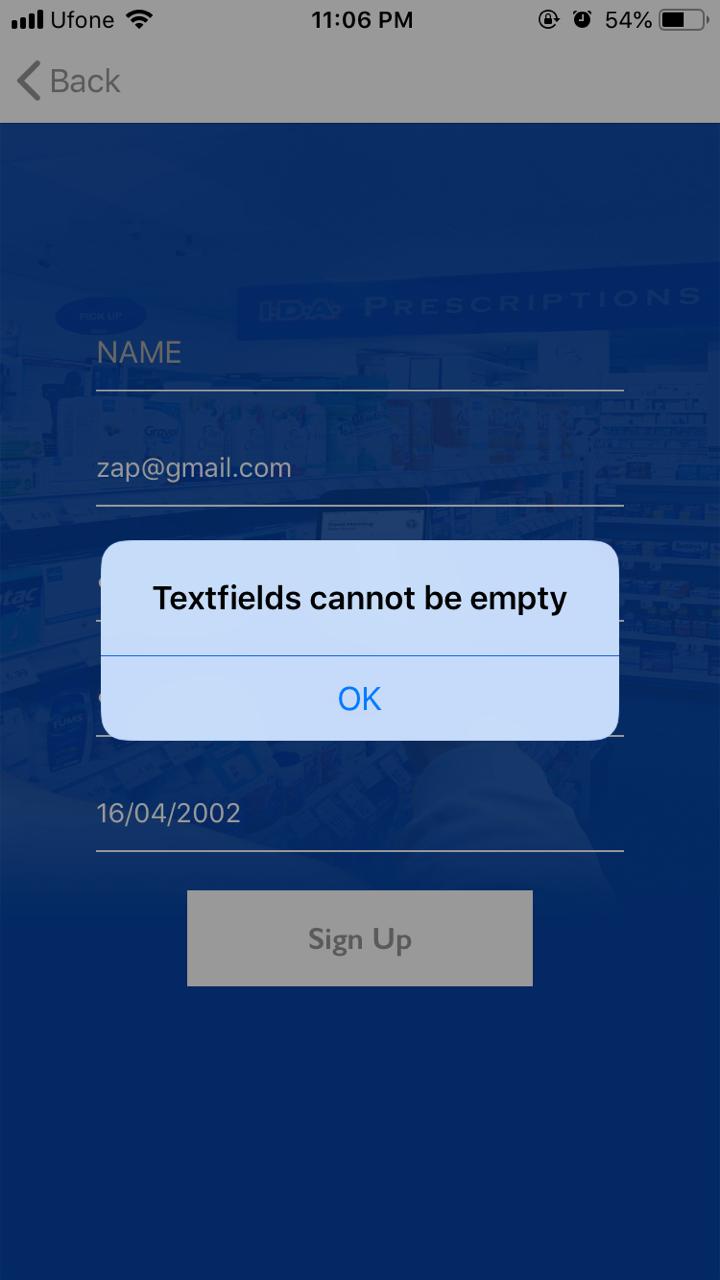 Ufone 11:06 PM 54%
Back
PICK UP
I.D.A. PRESCRIPTIONS
NAME
zap@gmail.com
Textfields cannot be empty
OK
TUMS
16/04/2002
Sign Up